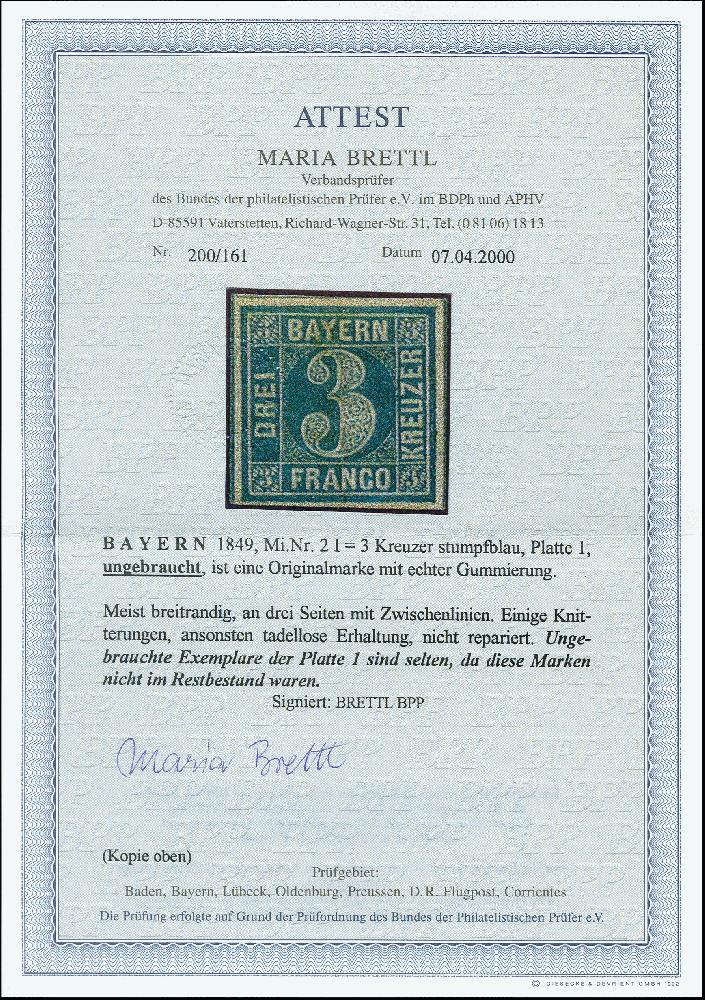 ATTEST
MARIA BRETTL
Verbandsprüfer
des Bundes der philatelistischen Prüfer e.V. im BDPh und APHV
D-85591 Vaterstetten, Richard-Wagner-Str. 31, Tel. (0 81 06) 18 13
Nr. 200/161 Datum 07.04.2000
BAYERN
DREI
3
KREUZER
3 FRANCO 3
BAYERN 1849, Mi.Nr. 2 I = 3 Kreuzer stumpfblau, Platte 1,
ungebraucht, ist eine Originalmarke mit echter Gummierung.
Meist breitrandig, an drei Seiten mit Zwischenlinien. Einige Knit-
terungen, ansonsten tadellose Erhaltung, nicht repariert. Unge-
brauchte Exemplare der Platte 1 sind selten, da diese Marken
nicht im Restbestand waren.
Signiert: BRETTL BPP
Maria Brettl
(Kopie oben)
Prüfgebiet:
Baden, Bayern, Lübeck, Oldenburg, Preussen, D.R. Flugpost, Corrientes
Die Prüfung erfolgte auf Grund der Prüfordnung des Bundes der Philatelistischen Prüfer e.V.
© GIESECKE & DEVRIENT GMBH